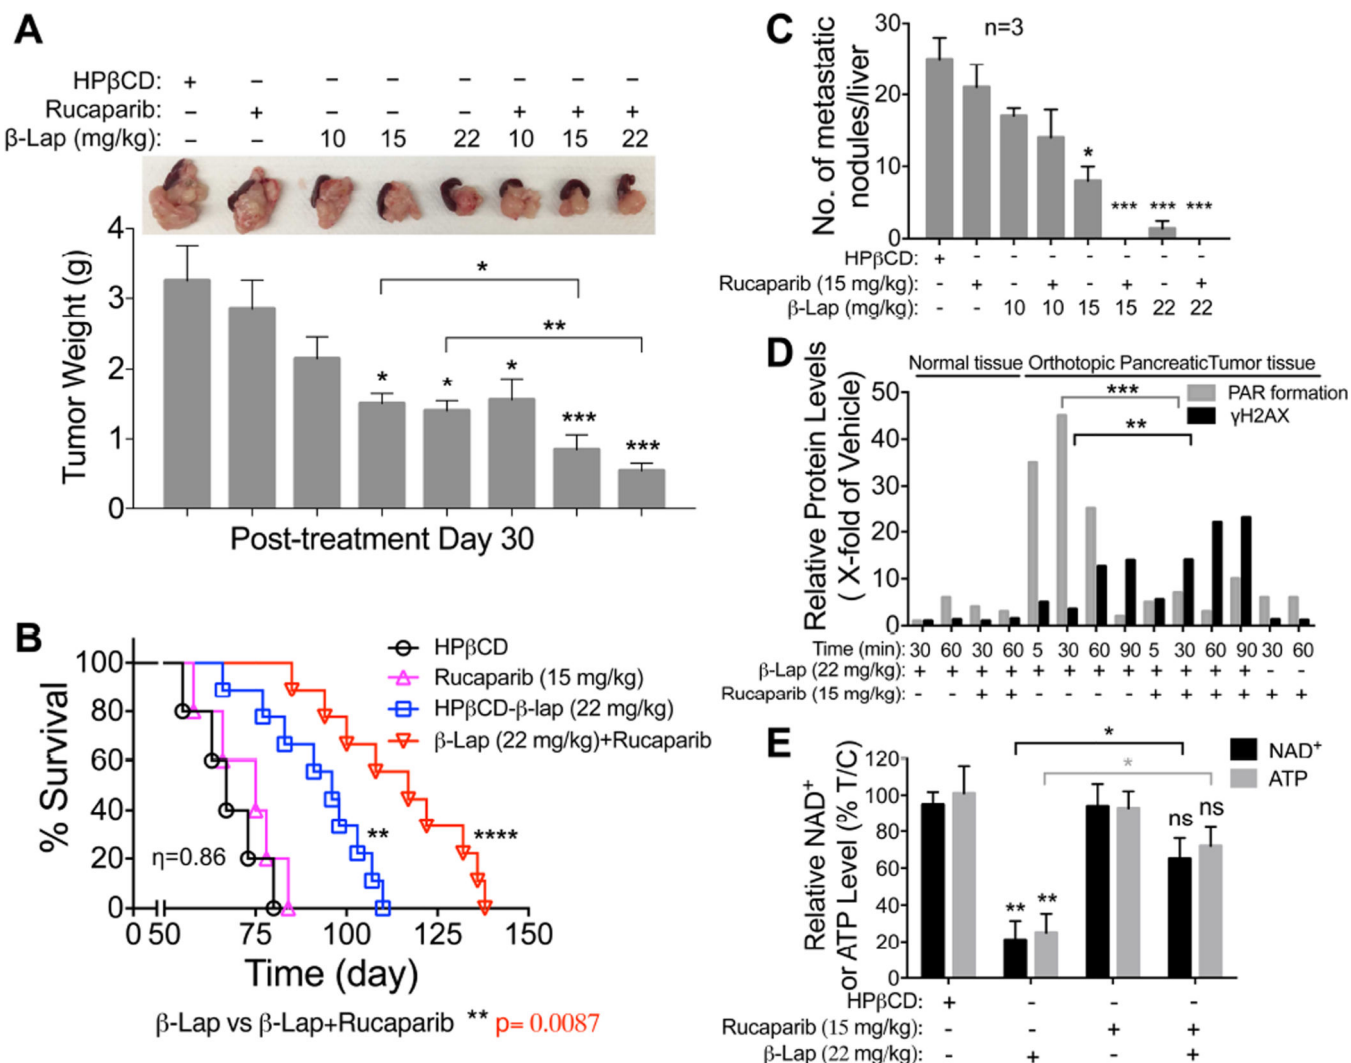 A
HPβCD: + – – – – – – –
Rucaparib: – + – – – + + +
β-Lap (mg/kg): – – 10 15 22 10 15 22
4
3
2
1
0
Tumor Weight (g)
*
**
* * * *** ***
Post-treatment Day 30
B
100
80
60
40
20
0
% Survival
HPβCD
Rucaparib (15 mg/kg)
HPβCD-β-lap (22 mg/kg)
β-Lap (22 mg/kg)+Rucaparib
** ****
η=0.86
0 50 75 100 125 150
Time (day)
β-Lap vs β-Lap+Rucaparib ** p= 0.0087
C
30
20
10
0
No. of metastatic
nodules/liver
n=3
* *** *** ***
HPβCD: + - - - - - - -
Rucaparib (15 mg/kg): - + - + - + - +
β-Lap (mg/kg): - - 10 10 15 15 22 22
D
Normal tissue Orthotopic PancreaticTumor tissue
50
40
30
20
10
0
Relative Protein Levels
( X-fold of Vehicle)
***
**
PAR formation
γH2AX
Time (min): 30 60 30 60 5 30 60 90 5 30 60 90 30 60
β-Lap (22 mg/kg): + + + + + + + + + + + + - -
Rucaparib (15 mg/kg): - - + + - - - - + + + + + +
E
120
100
80
60
40
20
0
Relative NAD+
or ATP Level (% T/C)
*
*
NAD+
ATP
** ** ns ns
HPβCD: + - - -
Rucaparib (15 mg/kg): - - + +
β-Lap (22 mg/kg): - + - +